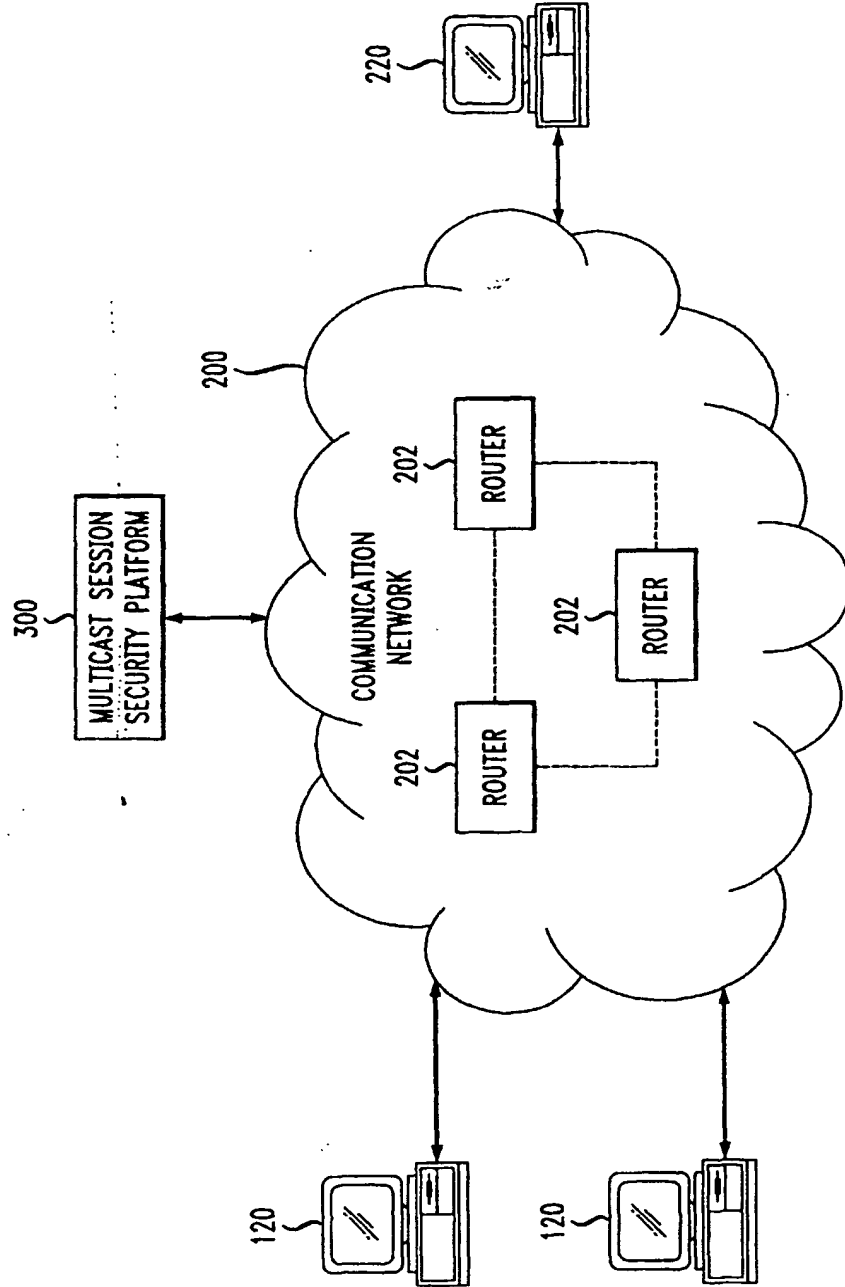 300
MULTICAST SESSION
SECURITY PLATFORM
200
COMMUNICATION
NETWORK
202
ROUTER
202
ROUTER
202
ROUTER
120
120
220